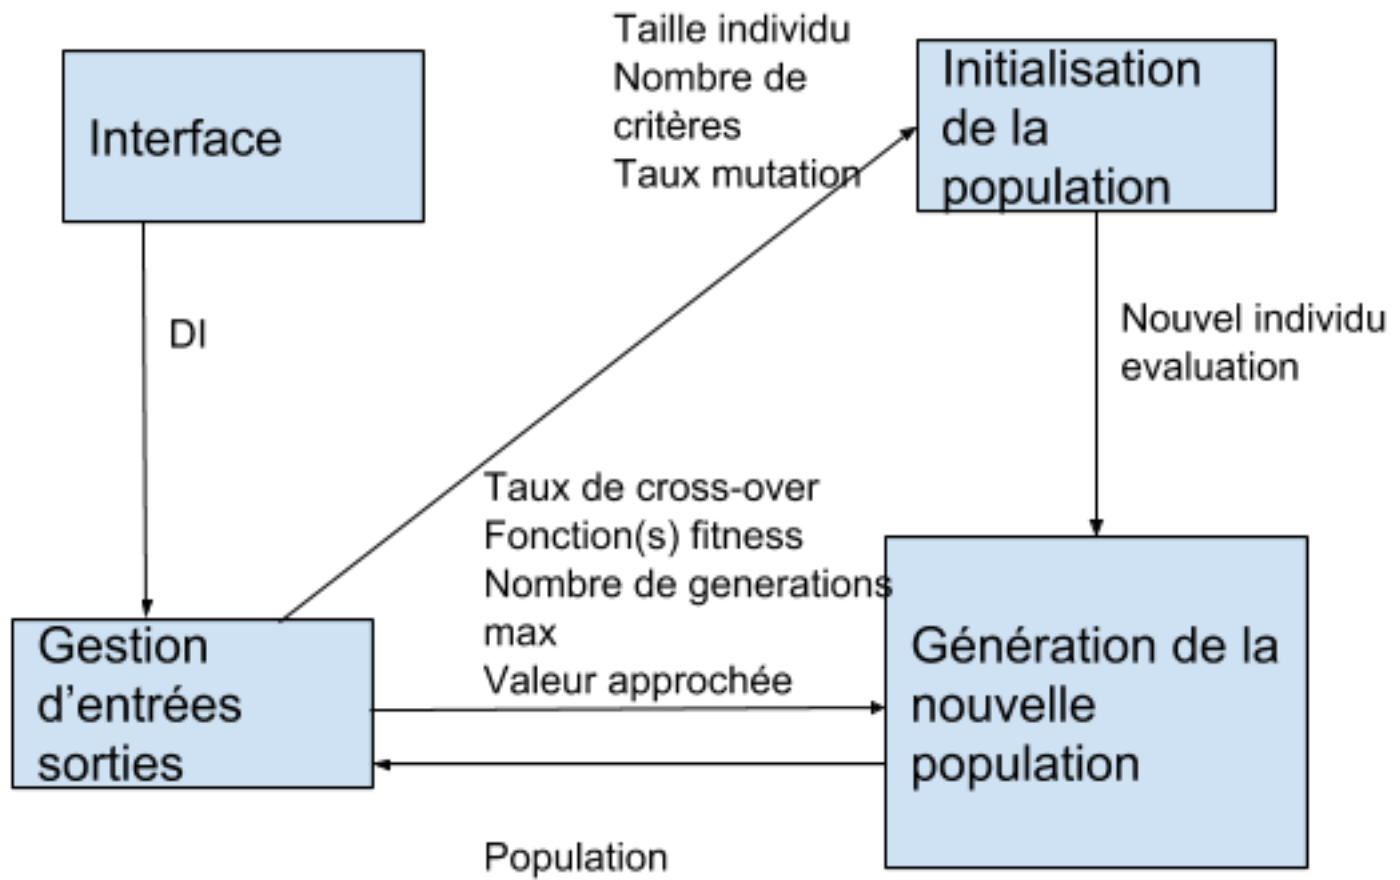 Interface
Taille individu
Nombre de
critères
Taux mutation
Initialisation
de la
population
DI
Nouvel individu
evaluation
Taux de cross-over
Fonction(s) fitness
Nombre de generations
max
Valeur approchée
Gestion
d'entrées
sorties
Génération de la
nouvelle
population
Population